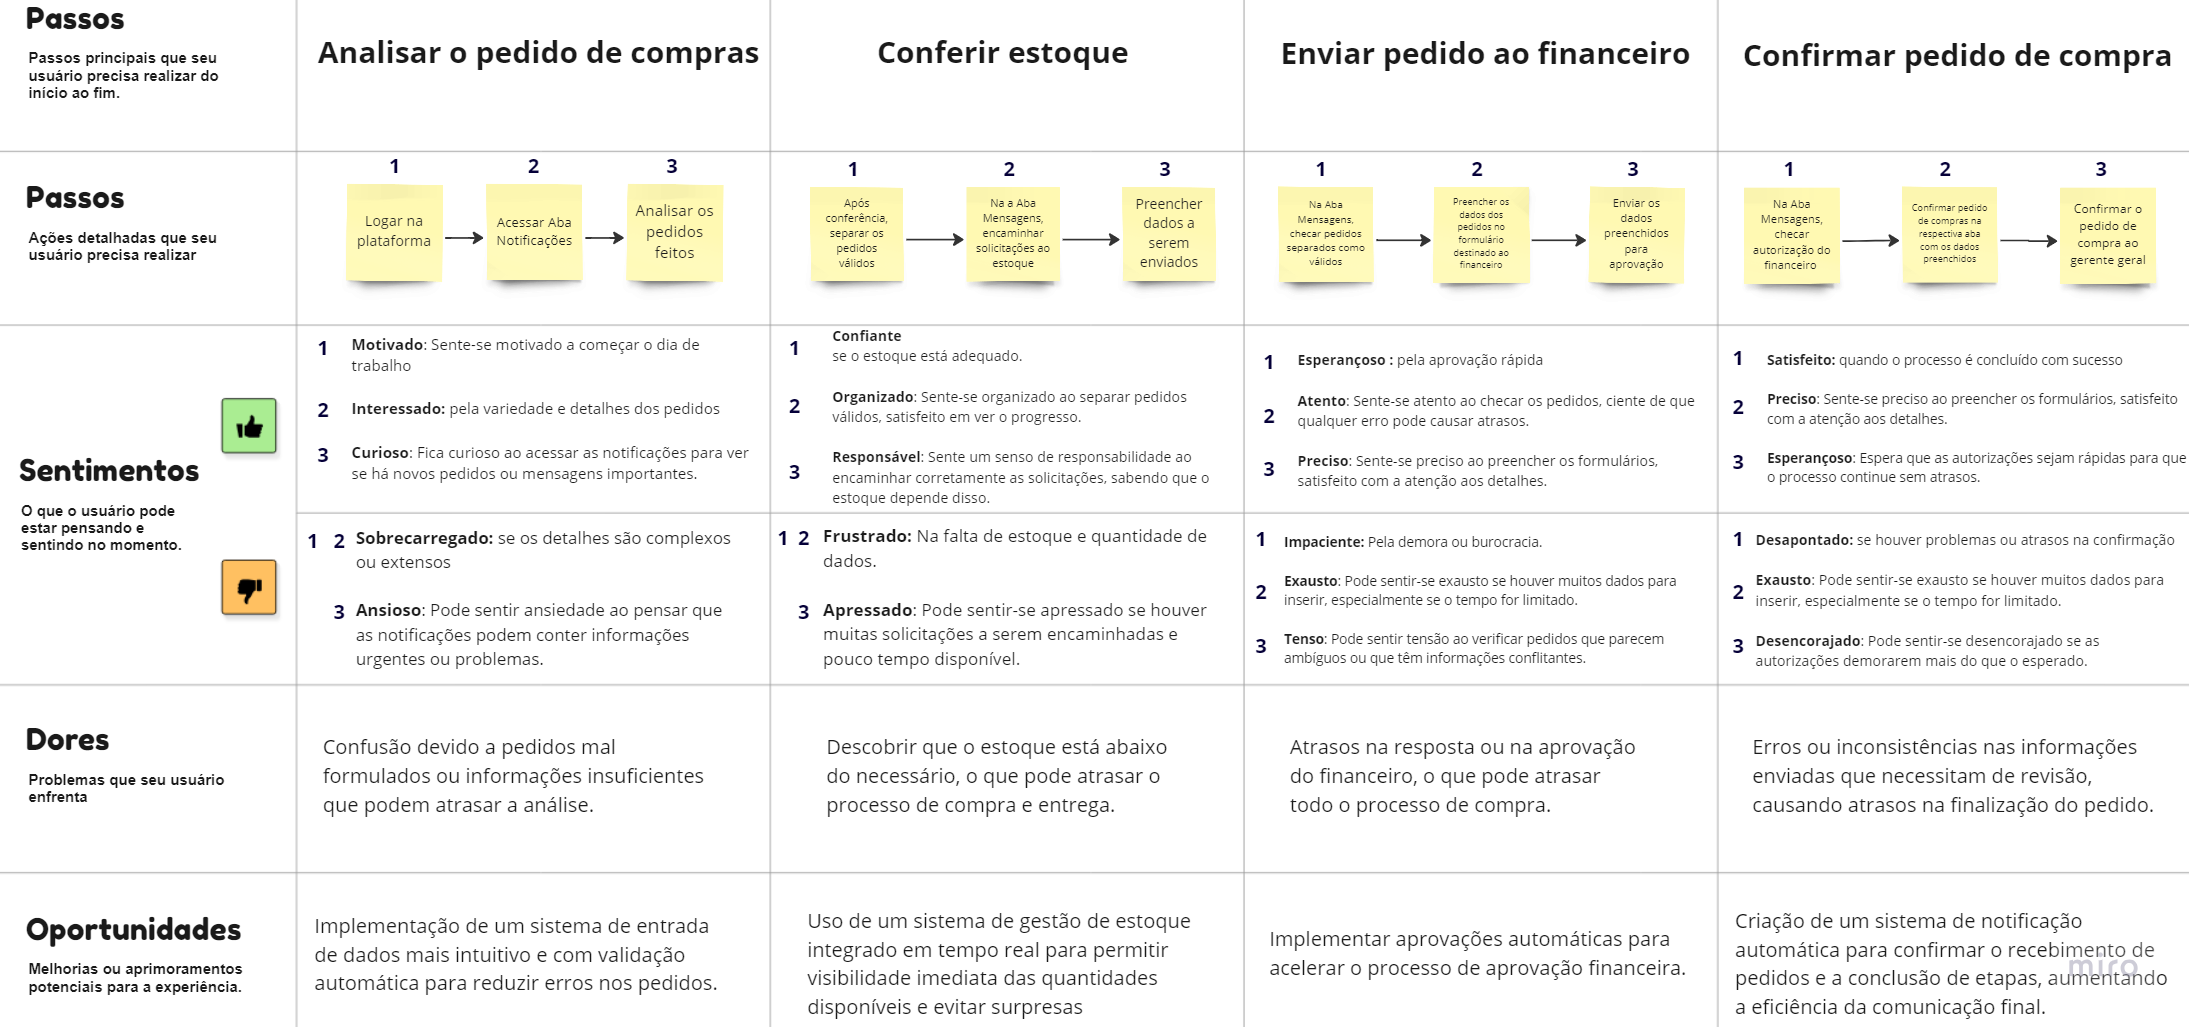 Passos
Passos principais que seu
usuário precisa realizar do
início ao fim.
Analisar o pedido de compras
Conferir estoque
Enviar pedido ao financeiro
Confirmar pedido de compra
Passos
Ações detalhadas que seu
usuário precisa realizar
1
Logar na
plataforma
2
Acessar Aba
Notificações
3
Analisar os
pedidos
feitos
1
Após
conferência,
separar os
pedidos
válidos
2
Na a Aba
Mensagens,
encaminhar
solicitações ao
estoque
3
Preencher
dados a
serem
enviados
1
Na Aba
Mensagens,
checar pedidos
separados como
válidos
2
Preencher os
dados dos
pedidos no
formulário
destinado ao
financeiro
3
Enviar os
dados
preenchidos
para
aprovação
1
Na Aba
Mensagens,
checar
autorização do
financeiro
2
Confirmar pedido
de compras na
respectiva aba
com os dados
preenchidos
3
Confirmar o
pedido de
compra ao
gerente geral
Sentimentos
O que o usuário pode
estar pensando e
sentindo no momento.
1 Motivado: Sente-se motivado a começar o dia de
trabalho
2 Interessado: pela variedade e detalhes dos pedidos
3 Curioso: Fica curioso ao acessar as notificações para ver
se há novos pedidos ou mensagens importantes.
1 Confiante
se o estoque está adequado.
2 Organizado: Sente-se organizado ao separar pedidos
válidos, satisfeito em ver o progresso.
3 Responsável: Sente um senso de responsabilidade ao
encaminhar corretamente as solicitações, sabendo que o
estoque depende disso.
1 Esperançoso : pela aprovação rápida
2 Atento: Sente-se atento ao checar os pedidos, ciente de que
qualquer erro pode causar atrasos.
3 Preciso: Sente-se preciso ao preencher os formulários,
satisfeito com a atenção aos detalhes.
1 Satisfeito: quando o processo é concluído com sucesso
2 Preciso: Sente-se preciso ao preencher os formulários, satisfeito
com a atenção aos detalhes.
3 Esperançoso: Espera que as autorizações sejam rápidas para que
o processo continue sem atrasos.
1 2 Sobrecarregado: se os detalhes são complexos
ou extensos
3 Ansioso: Pode sentir ansiedade ao pensar que
as notificações podem conter informações
urgentes ou problemas.
1 2 Frustrado: Na falta de estoque e quantidade de
dados.
3 Apressado: Pode sentir-se apressado se houver
muitas solicitações a serem encaminhadas e
pouco tempo disponível.
1 Impaciente: Pela demora ou burocracia.
2 Exausto: Pode sentir-se exausto se houver muitos dados para
inserir, especialmente se o tempo for limitado.
3 Tenso: Pode sentir tensão ao verificar pedidos que parecem
ambíguos ou que têm informações conflitantes.
1 Desapontado: se houver problemas ou atrasos na confirmação
2 Exausto: Pode sentir-se exausto se houver muitos dados para
inserir, especialmente se o tempo for limitado.
3 Desencorajado: Pode sentir-se desencorajado se as
autorizações demorarem mais do que o esperado.
Dores
Problemas que seu usuário
enfrenta
Confusão devido a pedidos mal
formulados ou informações insuficientes
que podem atrasar a análise.
Descobrir que o estoque está abaixo
do necessário, o que pode atrasar o
processo de compra e entrega.
Atrasos na resposta ou na aprovação
do financeiro, o que pode atrasar
todo o processo de compra.
Erros ou inconsistências nas informações
enviadas que necessitam de revisão,
causando atrasos na finalização do pedido.
Oportunidades
Melhorias ou aprimoramentos
potenciais para a experiência.
Implementação de um sistema de entrada
de dados mais intuitivo e com validação
automática para reduzir erros nos pedidos.
Uso de um sistema de gestão de estoque
integrado em tempo real para permitir
visibilidade imediata das quantidades
disponíveis e evitar surpresas
Implementar aprovações automáticas para
acelerar o processo de aprovação financeira.
Criação de um sistema de notificação
automática para confirmar o recebimento de
pedidos e a conclusão de etapas, aumentando
a eficiência da comunicação final.
miro